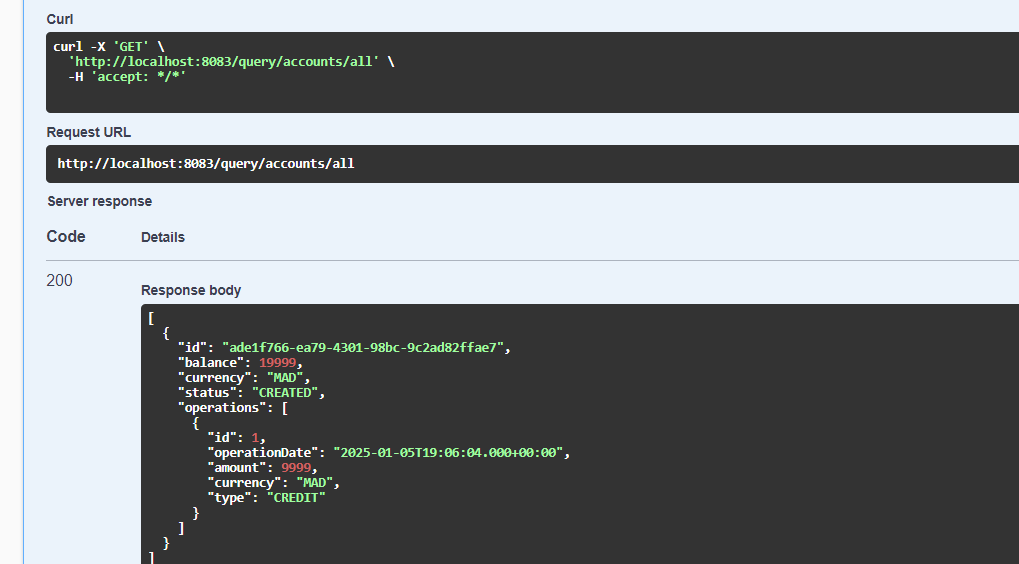 Curl
curl -X 'GET' \
  'http://localhost:8083/query/accounts/all' \
  -H 'accept: */*'
Request URL
http://localhost:8083/query/accounts/all
Server response
Code Details
200
Response body
[
  {
    "id": "ade1f766-ea79-4301-98bc-9c2ad82ffae7",
    "balance": 19999,
    "currency": "MAD",
    "status": "CREATED",
    "operations": [
      {
        "id": 1,
        "operationDate": "2025-01-05T19:06:04.000+00:00",
        "amount": 9999,
        "currency": "MAD",
        "type": "CREDIT"
      }
    ]
  }
]